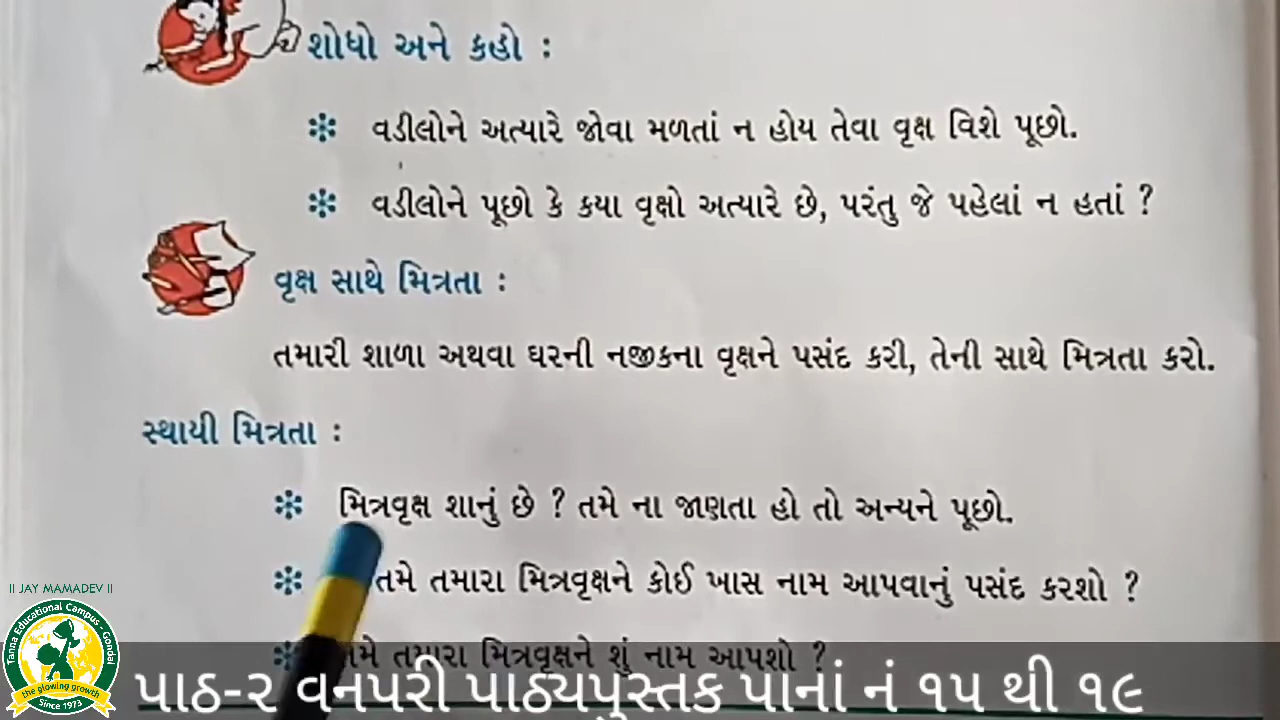 શોધો અને કહો :
વડીલોને અત્યારે જોવા મળતાં ન હોય તેવા વૃક્ષ વિશે પૂછો.
વડીલોને પૂછો કે કયા વૃક્ષો અત્યારે છે, પરંતુ જે પહેલાં ન હતાં ?
વૃક્ષ સાથે મિત્રતા :
તમારી શાળા અથવા ઘરની નજીકના વૃક્ષને પસંદ કરી, તેની સાથે મિત્રતા કરો.
સ્થાયી મિત્રતા :
મિત્રવૃક્ષ શાનું છે ? તમે ના જાણતા હો તો અન્યને પૂછો.
તમે તમારા મિત્રવૃક્ષને કોઈ ખાસ નામ આપવાનું પસંદ કરશો ?
તમે તમારા મિત્રવૃક્ષને શું નામ આપશો ?
|| JAY MAMADEV ||
Tanna Educational Campus - Gondal
the glowing growth
Since 1973
પાઠ-૨ વનપરી પાઠ્યપુસ્તક પાનાં નં ૧૫ થી ૧૯